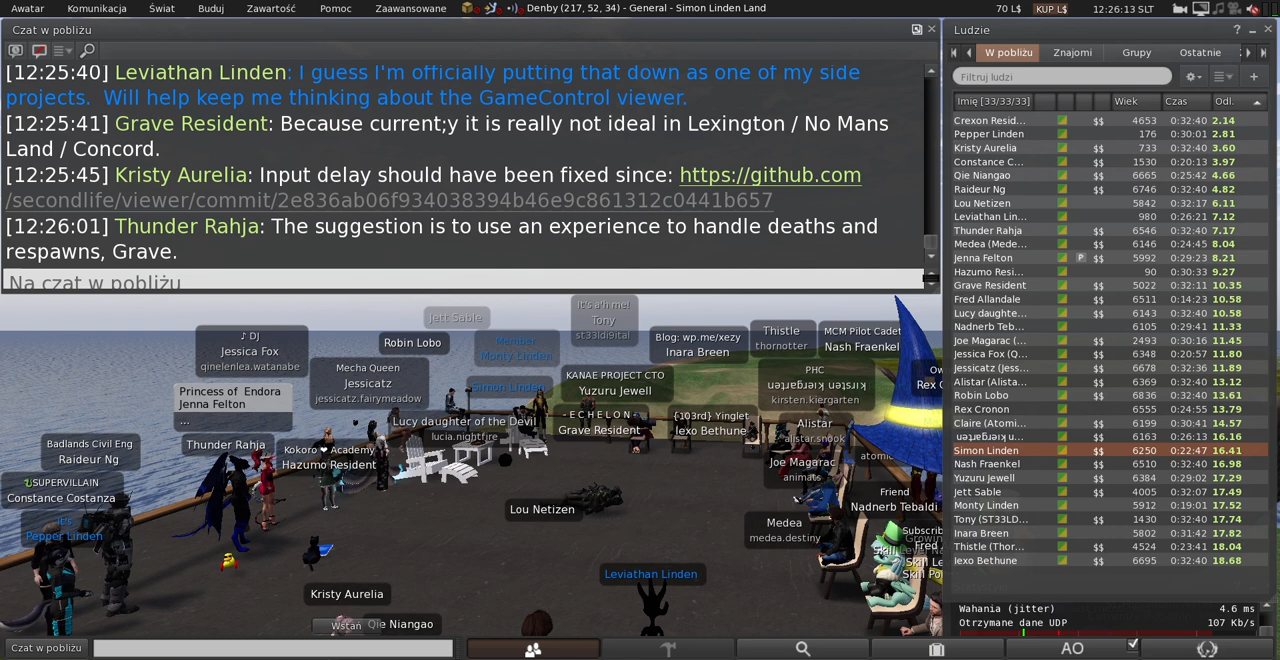 Awatar Komunikacja Świat Buduj Zawartość Pomoc Zaawansowane Denby (217, 52, 34) - General - Simon Linden Land 70 L$ KUP L$ 12:26:13 SLT
Czat w pobliżu
[12:25:40] Leviathan Linden: I guess I'm officially putting that down as one of my side
projects.  Will help keep me thinking about the GameControl viewer.
[12:25:41] Grave Resident: Because current;y it is really not ideal in Lexington / No Mans
Land / Concord.
[12:25:45] Kristy Aurelia: Input delay should have been fixed since: https://github.com
/secondlife/viewer/commit/2e836ab06f934038394b46e9c861312c0441b657
[12:26:01] Thunder Rahja: The suggestion is to use an experience to handle deaths and
respawns, Grave.
Na czat w pobliżu
It's a'h me!
Tony
st33ldi9ital
Jett Sable
♪ DJ
Jessica Fox
qinelenlea.watanabe
Robin Lobo
Member
Monty Linden
Blog: wp.me/xezy
Inara Breen
Thistle
thornotter
MCM Pilot Cadet
Nash Fraenkel
Mecha Queen
Jessicatz
jessicatz.fairymeadow
Simon Linden
KANAE PROJECT CTO
Yuzuru Jewell
PHC
kirsten.kiergarten
Rex
Princess of Endora
Jenna Felton
...
Lucy daughter of the Devil
lucia.nightfire
- E C H E L O N -
Grave Resident
{103rd} Yinglet
Iexo Bethune
Alistar
alistar.snook
Badlands Civil Eng
Raideur Ng
Thunder Rahja
Kokoro ❤ Academy
Hazumo Resident
Joe Magarac
animats
atomic
SUPERVILLAIN
Constance Costanza
Friend
Nadnerb Tebaldi
Lou Netizen
It's
Pepper Linden
Medea
medea.destiny
Subscrib
Fred
Skill Le
Skill Po
Leviathan Linden
Kristy Aurelia
Wstań
Qie Niangao
Czat w pobliżu
AO
Ludzie
W pobliżu Znajomi Grupy Ostatnie
Filtruj ludzi
Imię [33/33/33] Wiek Czas Odl.
Crexon Resid... $$ 4653 0:32:40 2.14
Pepper Linden 176 0:30:01 2.81
Kristy Aurelia $$ 733 0:32:40 3.60
Constance C... $$ 1530 0:20:13 3.97
Qie Niangao $$ 6665 0:25:42 4.66
Raideur Ng $$ 6746 0:32:40 4.82
Lou Netizen 5842 0:32:17 6.11
Leviathan Lin... 980 0:26:21 7.12
Thunder Rahja $$ 6546 0:32:40 7.17
Medea (Mede... $$ 6146 0:24:45 8.04
Jenna Felton P $$ 5992 0:29:23 8.21
Hazumo Resi... 90 0:30:33 9.27
Grave Resident $$ 5022 0:32:11 10.35
Fred Allandale $$ 6511 0:14:23 10.58
Lucy daughte... $$ 6143 0:32:40 10.58
Nadnerb Teb... 6105 0:29:41 11.33
Joe Magarac (... $$ 2493 0:30:16 11.45
Jessica Fox (Q... $$ 6348 0:20:57 11.80
Jessicatz (Jess... $$ 6678 0:32:36 11.89
Alistar (Alista... $$ 6369 0:32:40 13.12
Robin Lobo $$ 6836 0:32:40 13.61
Rex Cronon 6555 0:24:55 13.79
Claire (Atomi... $$ 6199 0:30:41 14.57
$$ 6163 0:26:13 16.16
Simon Linden $$ 6250 0:22:47 16.41
Nash Fraenkel $$ 6510 0:32:40 16.98
Yuzuru Jewell $$ 6384 0:29:02 17.29
Jett Sable $$ 4005 0:32:07 17.49
Monty Linden 5912 0:19:01 17.52
Tony (ST33LD... $$ 1430 0:32:40 17.74
Inara Breen 5802 0:31:42 17.82
Thistle (Thor... $$ 4524 0:23:41 18.04
Iexo Bethune $$ 6695 0:32:40 18.68
Wahania (jitter) 4.6 ms
Otrzymane dane UDP 107 Kb/s